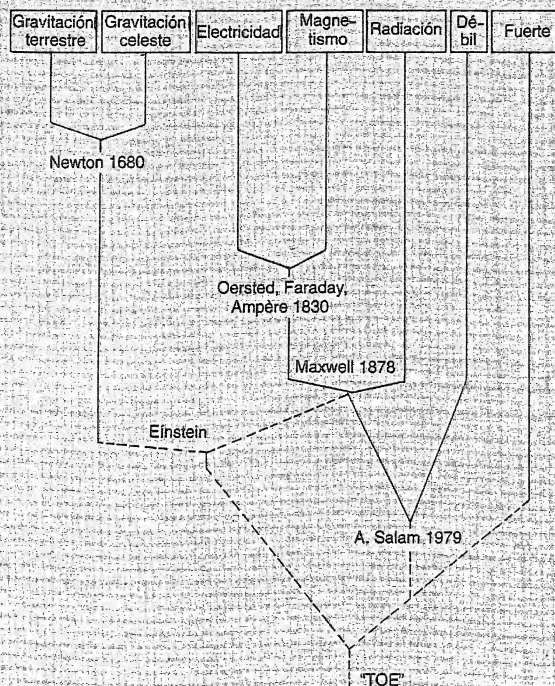 Gravitación
terrestre
Gravitación
celeste
Electricidad
Magne-
tismo
Radiación
Dé-
bil
Fuerte
Newton 1680
Oersted, Faraday,
Ampère 1830
Maxwell 1878
Einstein
A. Salam 1979
"TOE"